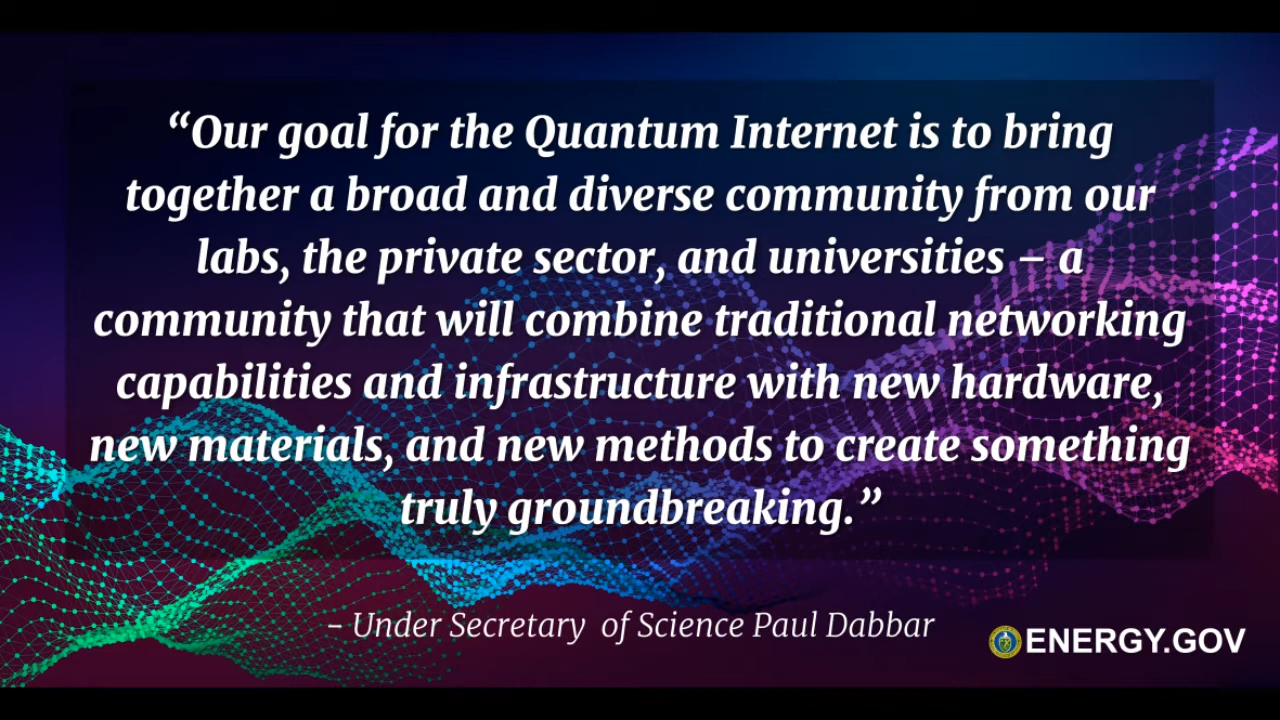 “Our goal for the Quantum Internet is to bring
together a broad and diverse community from our
labs, the private sector, and universities – a
community that will combine traditional networking
capabilities and infrastructure with new hardware,
new materials, and new methods to create something
truly groundbreaking.”
– Under Secretary of Science Paul Dabbar
ENERGY.GOV